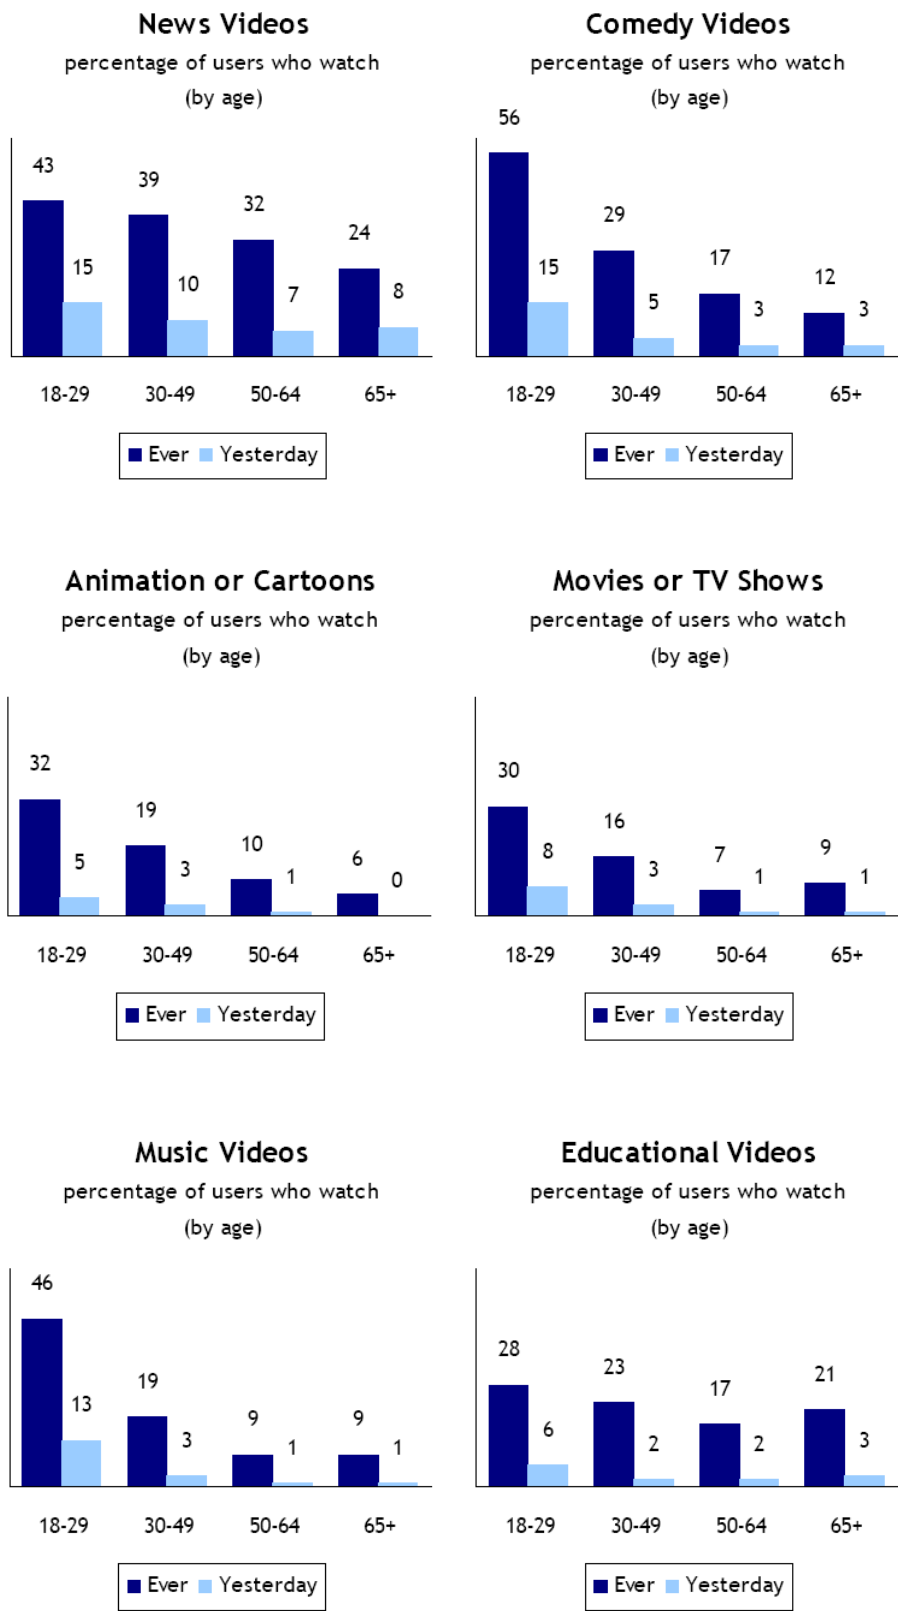 News Videos
percentage of users who watch
(by age)
43
39
32
24
15
10
7
8
18-29 30-49 50-64 65+
Ever Yesterday
Comedy Videos
percentage of users who watch
(by age)
56
29
17
12
15
5
3
3
18-29 30-49 50-64 65+
Ever Yesterday
Animation or Cartoons
percentage of users who watch
(by age)
32
19
10
6
5
3
1
0
18-29 30-49 50-64 65+
Ever Yesterday
Movies or TV Shows
percentage of users who watch
(by age)
30
16
7
9
8
3
1
1
18-29 30-49 50-64 65+
Ever Yesterday
Music Videos
percentage of users who watch
(by age)
46
19
9
9
13
3
1
1
18-29 30-49 50-64 65+
Ever Yesterday
Educational Videos
percentage of users who watch
(by age)
28
23
17
21
6
2
2
3
18-29 30-49 50-64 65+
Ever Yesterday